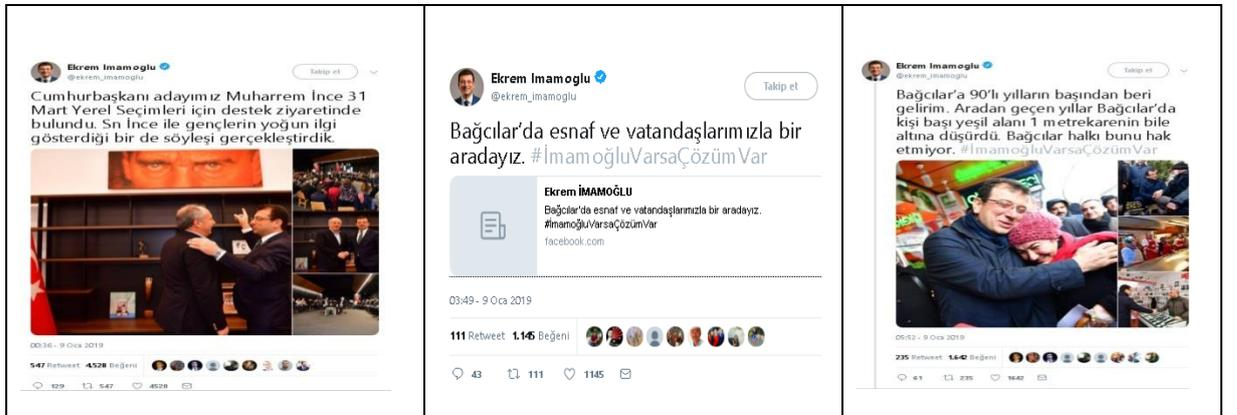 Ekrem Imamoglu
@ekrem_imamoglu
Takip et
Cumhurbaşkanı adayımız Muharrem İnce 31
Mart Yerel Seçimleri için destek ziyaretinde
bulundu. Sn İnce ile gençlerin yoğun ilgi
gösterdiği bir de söyleşi gerçekleştirdik.
00:36 - 9 Oca 2019
547 Retweet 4.528 Beğeni
129 547 4528
Ekrem Imamoglu
@ekrem_imamoglu
Takip et
Bağcılar’da esnaf ve vatandaşlarımızla bir
aradayız. #İmamoğluVarsaÇözümVar
Ekrem İMAMOĞLU
Bağcılar'da esnaf ve vatandaşlarımızla bir aradayız.
#İmamoğluVarsaÇözümVar
facebook.com
03:49 - 9 Oca 2019
111 Retweet 1.145 Beğeni
43 111 1145
Ekrem Imamoglu
@ekrem_imamoglu
Takip et
Bağcılar’a 90’lı yılların başından beri
gelirim. Aradan geçen yıllar Bağcılar’da
kişi başı yeşil alanı 1 metrekarenin bile
altına düşürdü. Bağcılar halkı bunu hak
etmiyor. #İmamoğluVarsaÇözümVar
05:52 - 9 Oca 2019
235 Retweet 1.642 Beğeni
61 235 1642